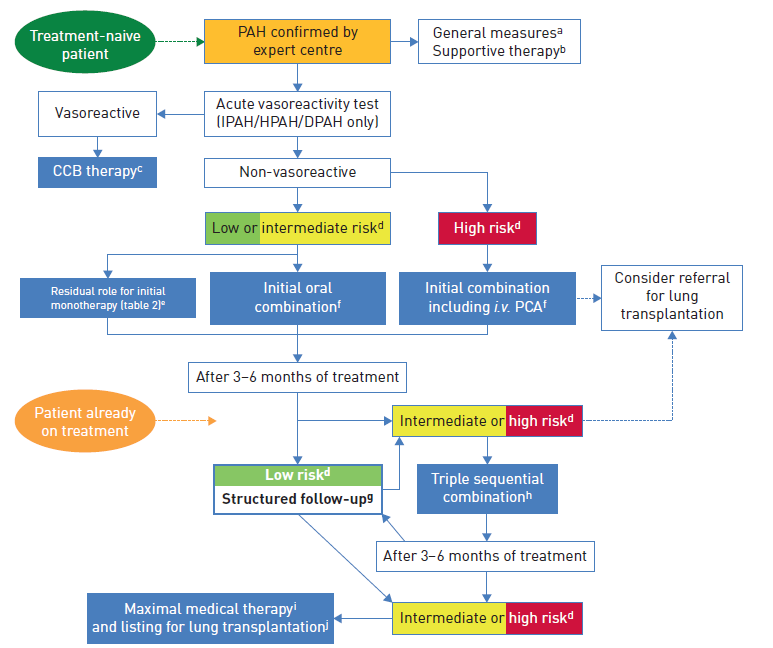 Treatment-naive
patient
PAH confirmed by
expert centre
General measuresᵃ
Supportive therapyᵇ
Vasoreactive
Acute vasoreactivity test
(IPAH/HPAH/DPAH only)
CCB therapyᶜ
Non-vasoreactive
Low or intermediate riskᵈ
High riskᵈ
Residual role for initial
monotherapy (table 2)ᵉ
Initial oral
combinationᶠ
Initial combination
including i.v. PCAᶠ
Consider referral
for lung
transplantation
After 3–6 months of treatment
Patient already
on treatment
Intermediate or high riskᵈ
Low riskᵈ
Structured follow-upᵍ
Triple sequential
combinationʰ
After 3–6 months of treatment
Maximal medical therapyⁱ
and listing for lung transplantationʲ
Intermediate or high riskᵈ